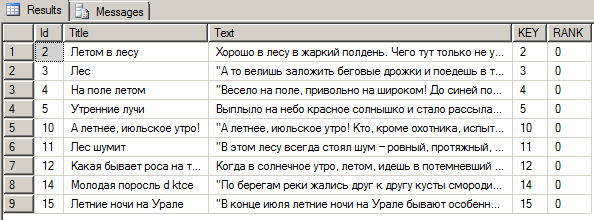 Results Messages
Id Title Text KEY RANK
1 2 Летом в лесу Хорошо в лесу в жаркий полдень. Чего тут только не у... 2 0
2 3 Лес "А то велишь заложить беговые дрожки и поедешь в т... 3 0
3 4 На поле летом "Весело на поле, привольно на широком! До синей по... 4 0
4 5 Утренние лучи Выплыло на небо красное солнышко и стало рассыла... 5 0
5 10 А летнее, июльское утро! "А летнее, июльское утро! Кто, кроме охотника, испыт... 10 0
6 11 Лес шумит "В этом лесу всегда стоял шум – ровный, протяжный, ... 11 0
7 12 Какая бывает роса на т... Когда в солнечное утро, летом, идешь в потемневший ... 12 0
8 14 Молодая поросль d ktce "По берегам реки жались друг к другу кусты смороди... 14 0
9 15 Летние ночи на Урале "В конце июля летние ночи на Урале бывают особенн... 15 0